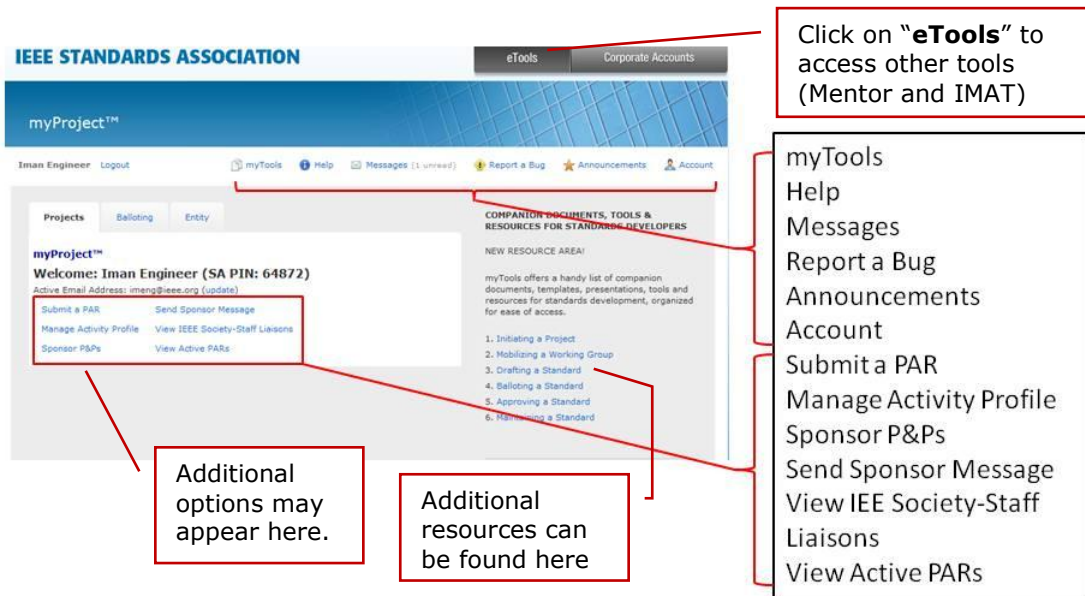 IEEE STANDARDS ASSOCIATION
eTools
Corporate Accounts
Click on “eTools” to
access other tools
(Mentor and IMAT)
myProject™
Iman Engineer Logout
myTools
Help
Messages (1 unread)
Report a Bug
Announcements
Account
Projects
Balloting
Entity
myProject™
Welcome: Iman Engineer (SA PIN: 64872)
Active Email Address: imeng@ieee.org (update)
Submit a PAR
Send Sponsor Message
Manage Activity Profile
View IEEE Society-Staff Liaisons
Sponsor P&Ps
View Active PARs
COMPANION DOCUMENTS, TOOLS &
RESOURCES FOR STANDARDS DEVELOPERS
NEW RESOURCE AREA!
myTools offers a handy list of companion
documents, templates, presentations, tools and
resources for standards development, organized
for ease of access.
1. Initiating a Project
2. Mobilizing a Working Group
3. Drafting a Standard
4. Balloting a Standard
5. Approving a Standard
6. Maintaining a Standard
myTools
Help
Messages
Report a Bug
Announcements
Account
Submit a PAR
Manage Activity Profile
Sponsor P&Ps
Send Sponsor Message
View IEE Society-Staff
Liaisons
View Active PARs
Additional
options may
appear here.
Additional
resources can
be found here